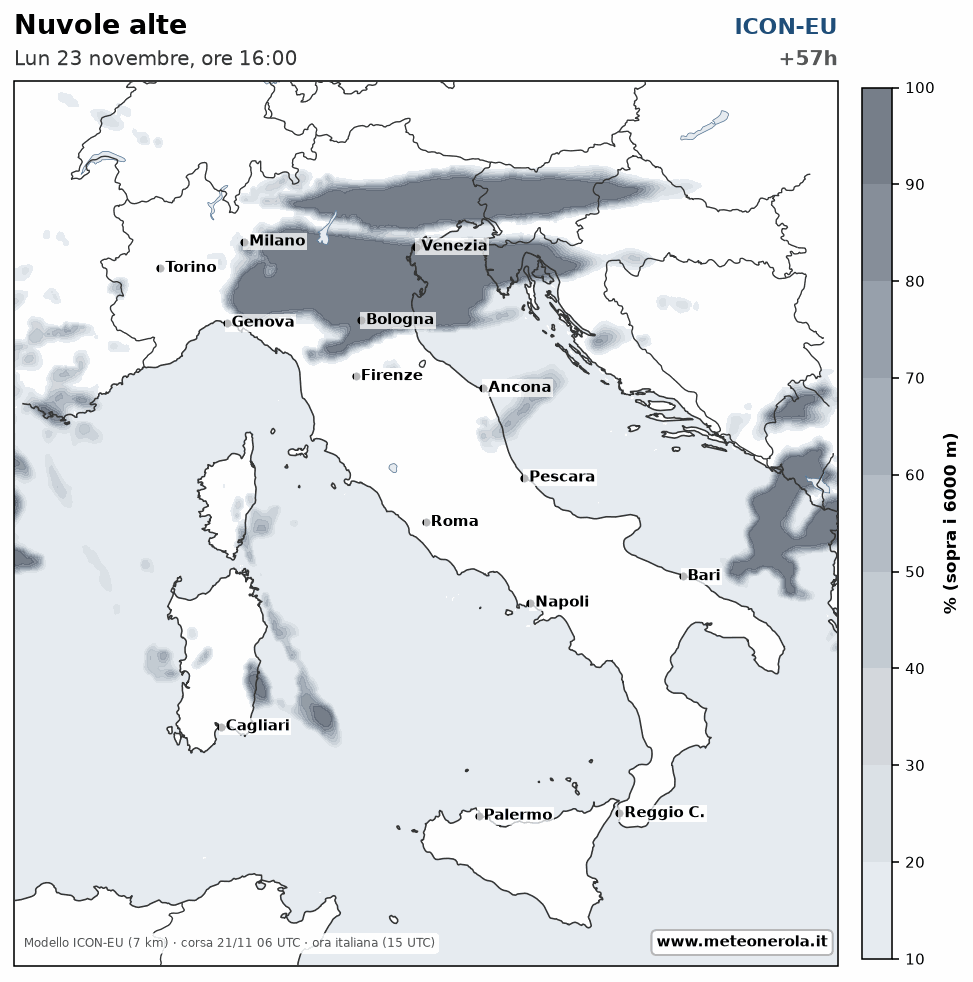 Nuvole alte
ICON-EU
Lun 23 novembre, ore 16:00
+57h
Milano
Venezia
Torino
Bologna
Genova
Firenze
Ancona
Pescara
Roma
Bari
Napoli
Cagliari
Palermo
Reggio C.
Modello ICON-EU (7 km) · corsa 21/11 06 UTC · ora italiana (15 UTC)
www.meteonerola.it
100
90
80
70
60
50
40
30
20
10
% (sopra i 6000 m)